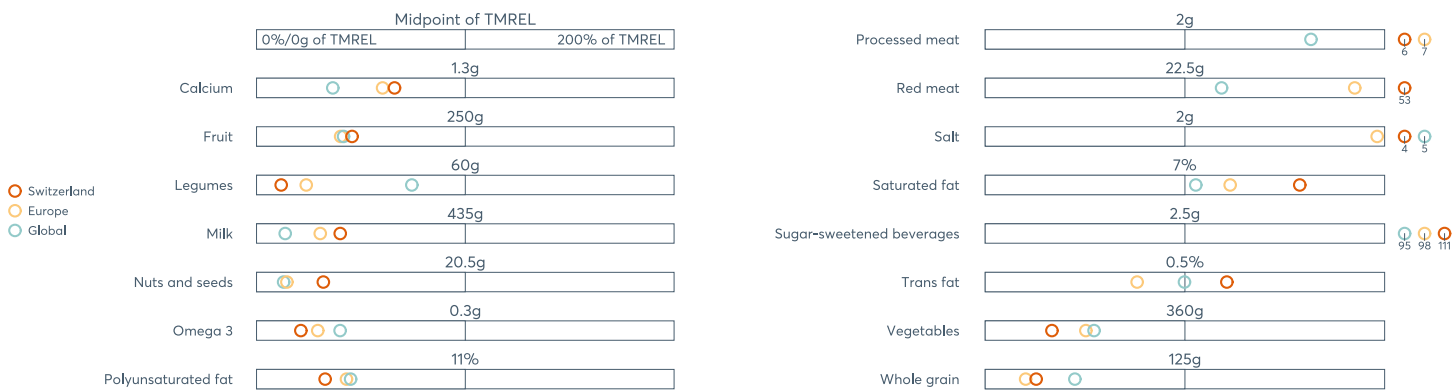 Midpoint of TMREL
0%/0g of TMREL 200% of TMREL
1.3g
Calcium
250g
Fruit
60g
Legumes
435g
Milk
20.5g
Nuts and seeds
0.3g
Omega 3
11%
Polyunsaturated fat
Switzerland
Europe
Global
2g
Processed meat
6 7
22.5g
Red meat
53
2g
Salt
4 5
7%
Saturated fat
2.5g
Sugar-sweetened beverages
95 98 111
0.5%
Trans fat
360g
Vegetables
125g
Whole grain